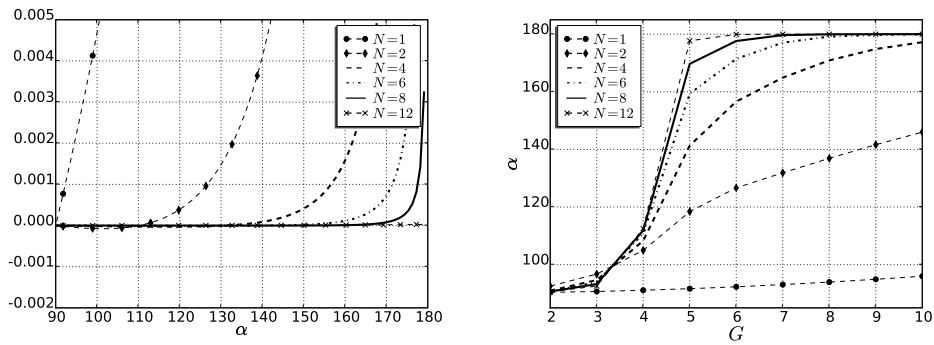 0.005
0.004
0.003
0.002
0.001
0.000
-0.001
-0.002
90 100 110 120 130 140 150 160 170 180
α
N=1
N=2
N=4
N=6
N=8
N=12
180
160
140
120
100
α
2 3 4 5 6 7 8 9 10
G
N=1
N=2
N=4
N=6
N=8
N=12